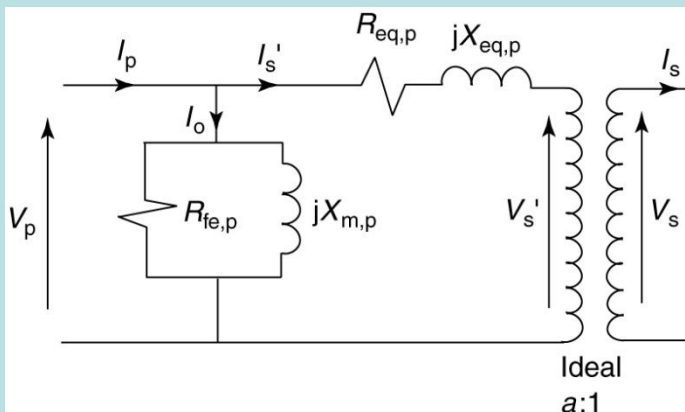 R_eq,p
jX_eq,p
I_p
I_s'
I_s
I_o
R_fe,p
jX_m,p
V_p
V_s'
V_s
Ideal
a:1